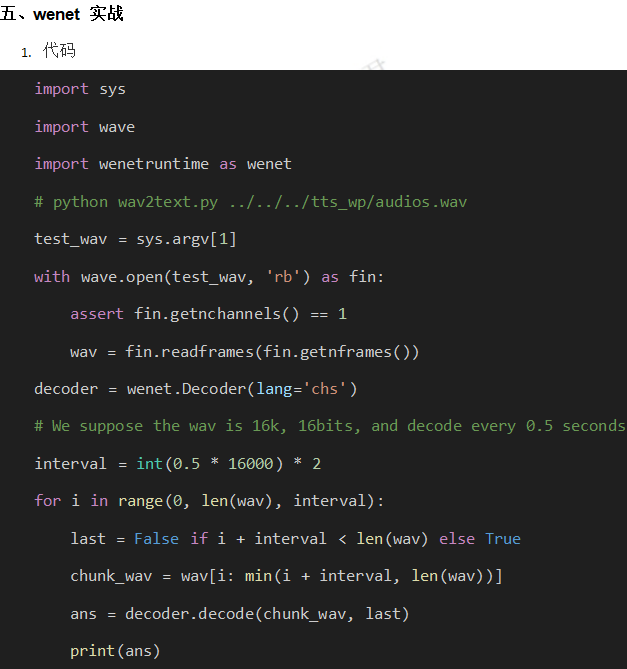 五、wenet 实战
1. 代码
import sys
import wave
import wenetruntime as wenet
# python wav2text.py ../../../tts_wp/audios.wav
test_wav = sys.argv[1]
with wave.open(test_wav, 'rb') as fin:
    assert fin.getnchannels() == 1
    wav = fin.readframes(fin.getnframes())
decoder = wenet.Decoder(lang='chs')
# We suppose the wav is 16k, 16bits, and decode every 0.5 seconds
interval = int(0.5 * 16000) * 2
for i in range(0, len(wav), interval):
    last = False if i + interval < len(wav) else True
    chunk_wav = wav[i: min(i + interval, len(wav))]
    ans = decoder.decode(chunk_wav, last)
    print(ans)